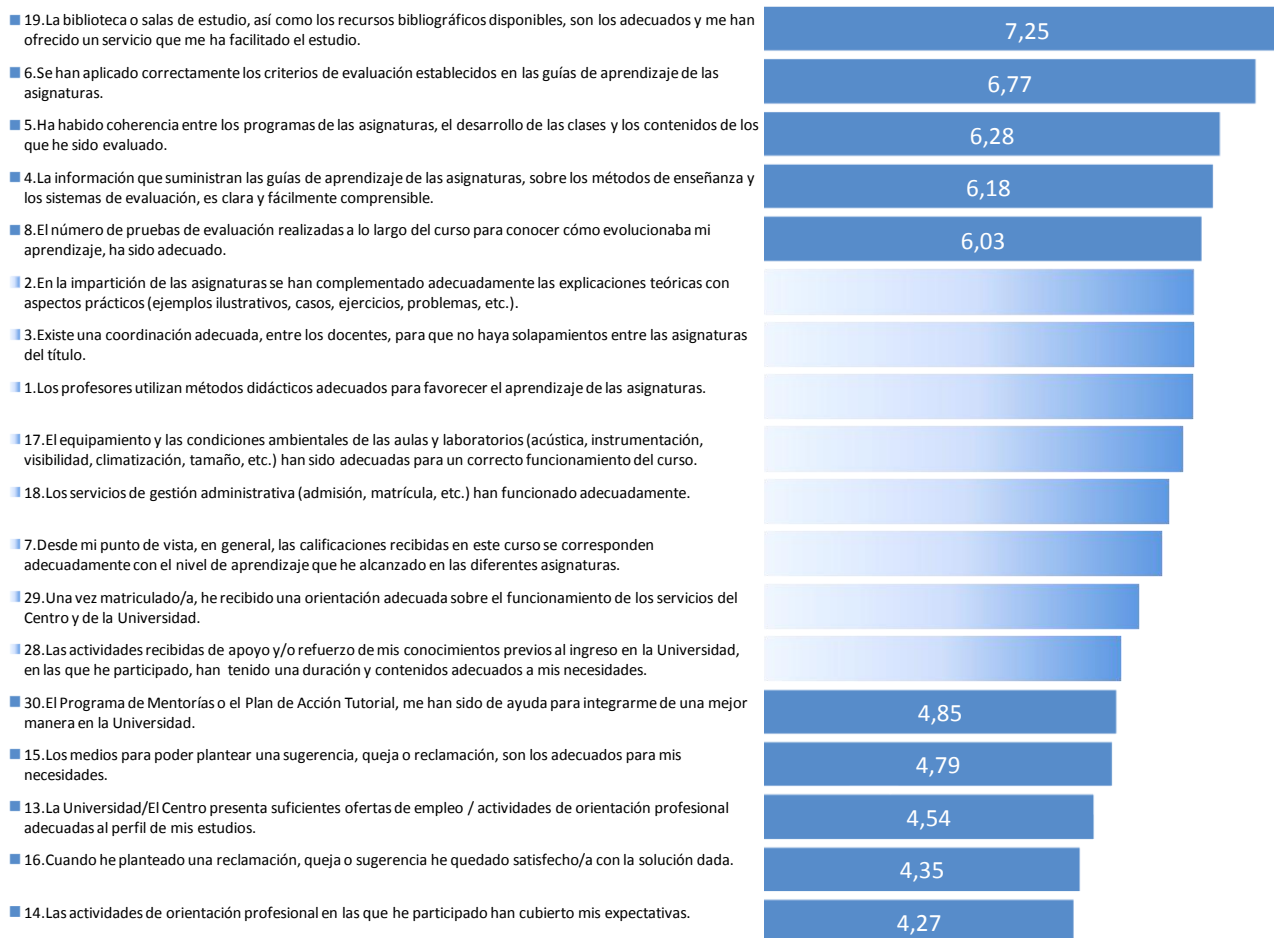 19.La biblioteca o salas de estudio, así como los recursos bibliográficos disponibles, son los adecuados y me han
ofrecido un servicio que me ha facilitado el estudio.
7,25
6.Se han aplicado correctamente los criterios de evaluación establecidos en las guías de aprendizaje de las
asignaturas.
6,77
5.Ha habido coherencia entre los programas de las asignaturas, el desarrollo de las clases y los contenidos de los
que he sido evaluado.
6,28
4.La información que suministran las guías de aprendizaje de las asignaturas, sobre los métodos de enseñanza y
los sistemas de evaluación, es clara y fácilmente comprensible.
6,18
8.El número de pruebas de evaluación realizadas a lo largo del curso para conocer cómo evolucionaba mi
aprendizaje, ha sido adecuado.
6,03
2.En la impartición de las asignaturas se han complementado adecuadamente las explicaciones teóricas con
aspectos prácticos (ejemplos ilustrativos, casos, ejercicios, problemas, etc.).
3.Existe una coordinación adecuada, entre los docentes, para que no haya solapamientos entre las asignaturas
del título.
1.Los profesores utilizan métodos didácticos adecuados para favorecer el aprendizaje de las asignaturas.
17.El equipamiento y las condiciones ambientales de las aulas y laboratorios (acústica, instrumentación,
visibilidad, climatización, tamaño, etc.) han sido adecuadas para un correcto funcionamiento del curso.
18.Los servicios de gestión administrativa (admisión, matrícula, etc.) han funcionado adecuadamente.
7.Desde mi punto de vista, en general, las calificaciones recibidas en este curso se corresponden
adecuadamente con el nivel de aprendizaje que he alcanzado en las diferentes asignaturas.
29.Una vez matriculado/a, he recibido una orientación adecuada sobre el funcionamiento de los servicios del
Centro y de la Universidad.
28.Las actividades recibidas de apoyo y/o refuerzo de mis conocimientos previos al ingreso en la Universidad,
en las que he participado, han tenido una duración y contenidos adecuados a mis necesidades.
30.El Programa de Mentorías o el Plan de Acción Tutorial, me han sido de ayuda para integrarme de una mejor
manera en la Universidad.
4,85
15.Los medios para poder plantear una sugerencia, queja o reclamación, son los adecuados para mis
necesidades.
4,79
13.La Universidad/El Centro presenta suficientes ofertas de empleo / actividades de orientación profesional
adecuadas al perfil de mis estudios.
4,54
16.Cuando he planteado una reclamación, queja o sugerencia he quedado satisfecho/a con la solución dada.
4,35
14.Las actividades de orientación profesional en las que he participado han cubierto mis expectativas.
4,27